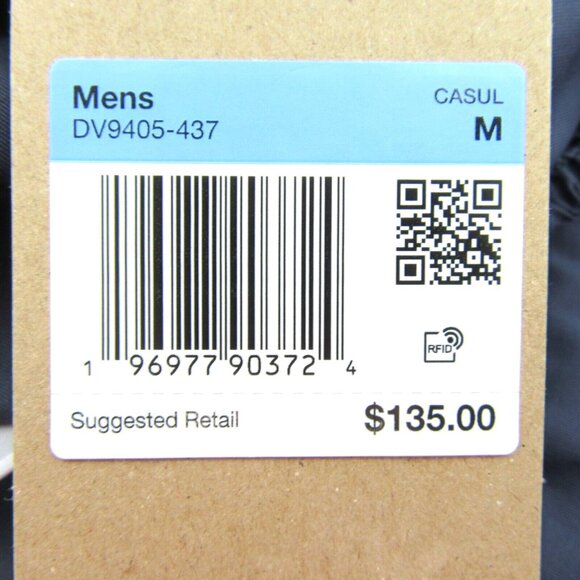 Mens
CASUL
DV9405-437
M
1 96977 90372 4
RFID
Suggested Retail
$135.00